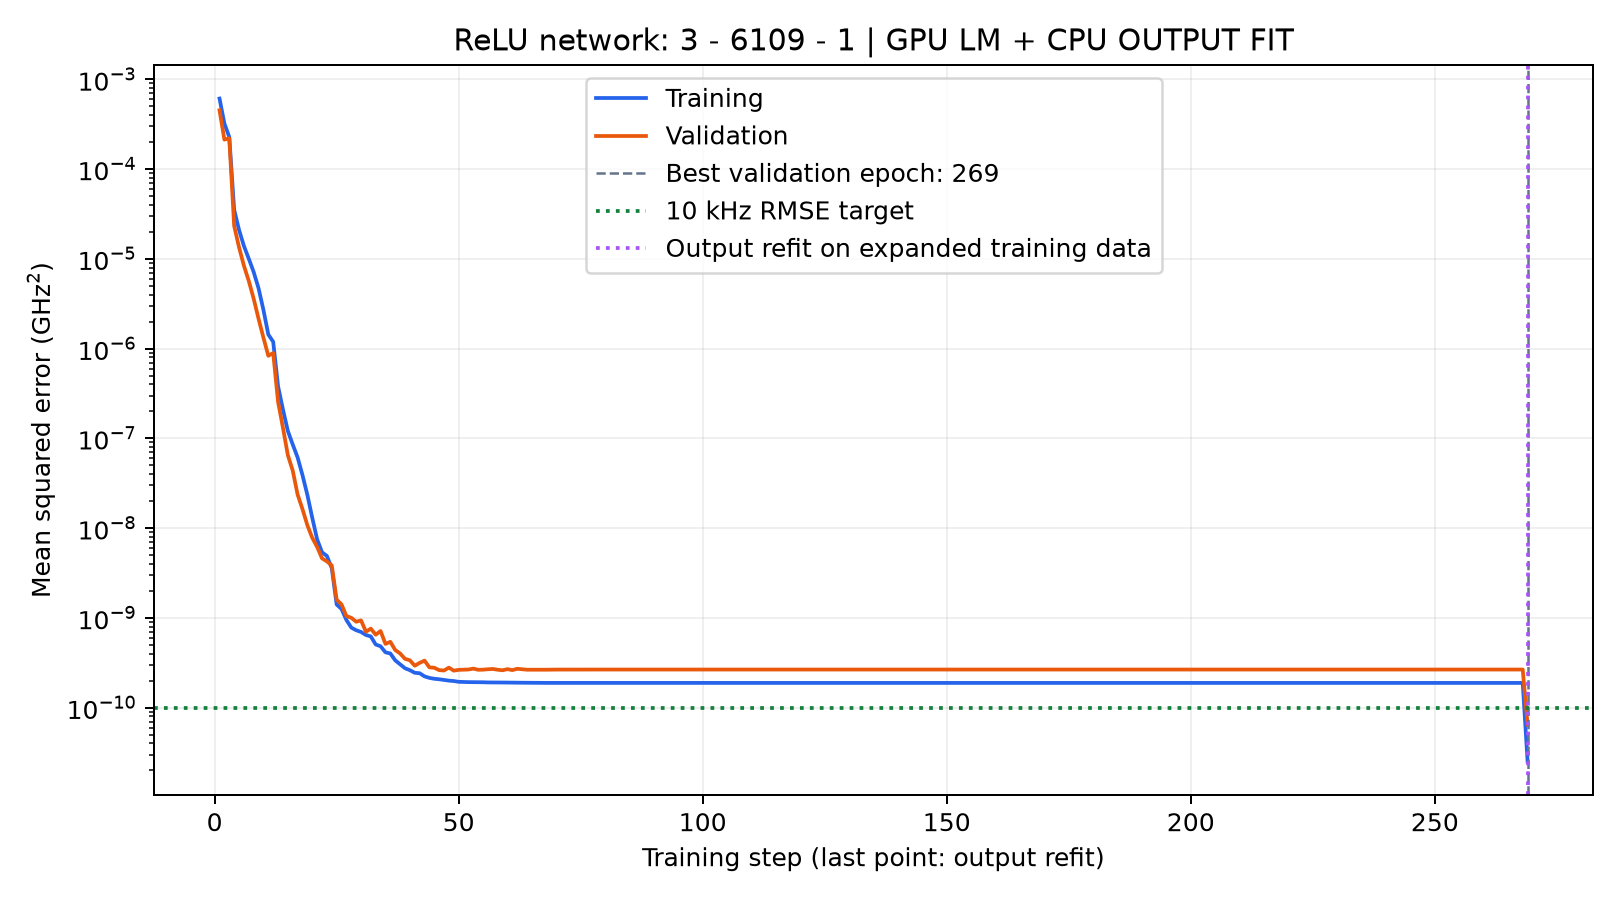 ReLU network: 3 - 6109 - 1 | GPU LM + CPU OUTPUT FIT
Training
Validation
Best validation epoch: 269
10 kHz RMSE target
Output refit on expanded training data
Mean squared error (GHz²)
10⁻³
10⁻⁴
10⁻⁵
10⁻⁶
10⁻⁷
10⁻⁸
10⁻⁹
10⁻¹⁰
0 50 100 150 200 250
Training step (last point: output refit)